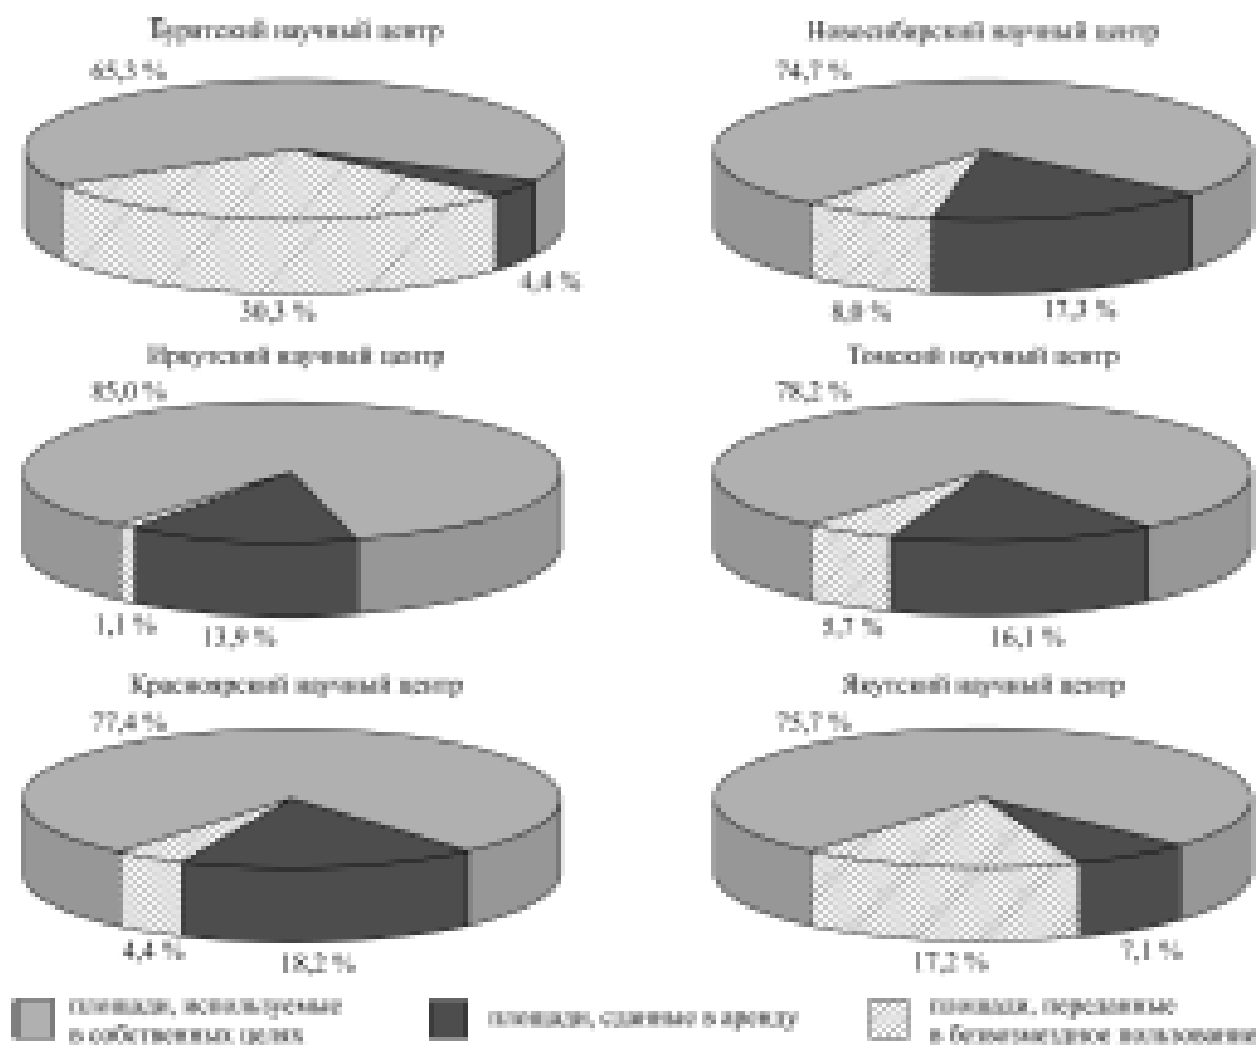 Бурятский научный центр
65,3 %
4,4 %
30,3 %
Новосибирский научный центр
74,7 %
8,0 %
17,3 %
Иркутский научный центр
85,0 %
1,1 %
13,9 %
Томский научный центр
78,2 %
5,7 %
16,1 %
Красноярский научный центр
77,4 %
4,4 %
18,2 %
Якутский научный центр
75,7 %
17,2 %
7,1 %
площади, используемые
в собственных целях
площади, сданные в аренду
площади, переданные
в безвозмездное пользование